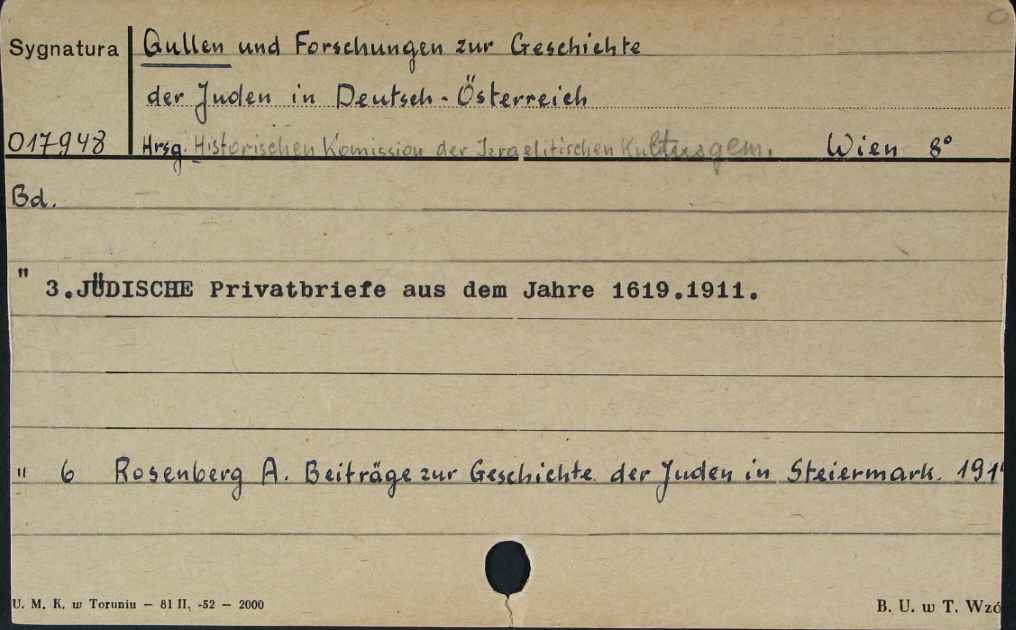 Sygnatura Qullen und Forschungen zur Geschichte
der Juden in Deutsch-Österreich
017948 Hrsg. Historischen Komission der Izraelitischen Kultusgem. Wien 8°
Bd.
" 3.JÜDISCHE Privatbriefe aus dem Jahre 1619.1911.
" 6 Rosenberg A. Beiträge zur Geschichte der Juden in Steiermark. 191
U. M. K. w Toruniu — 81 II, -52 — 2000 B. U. w T. Wzó